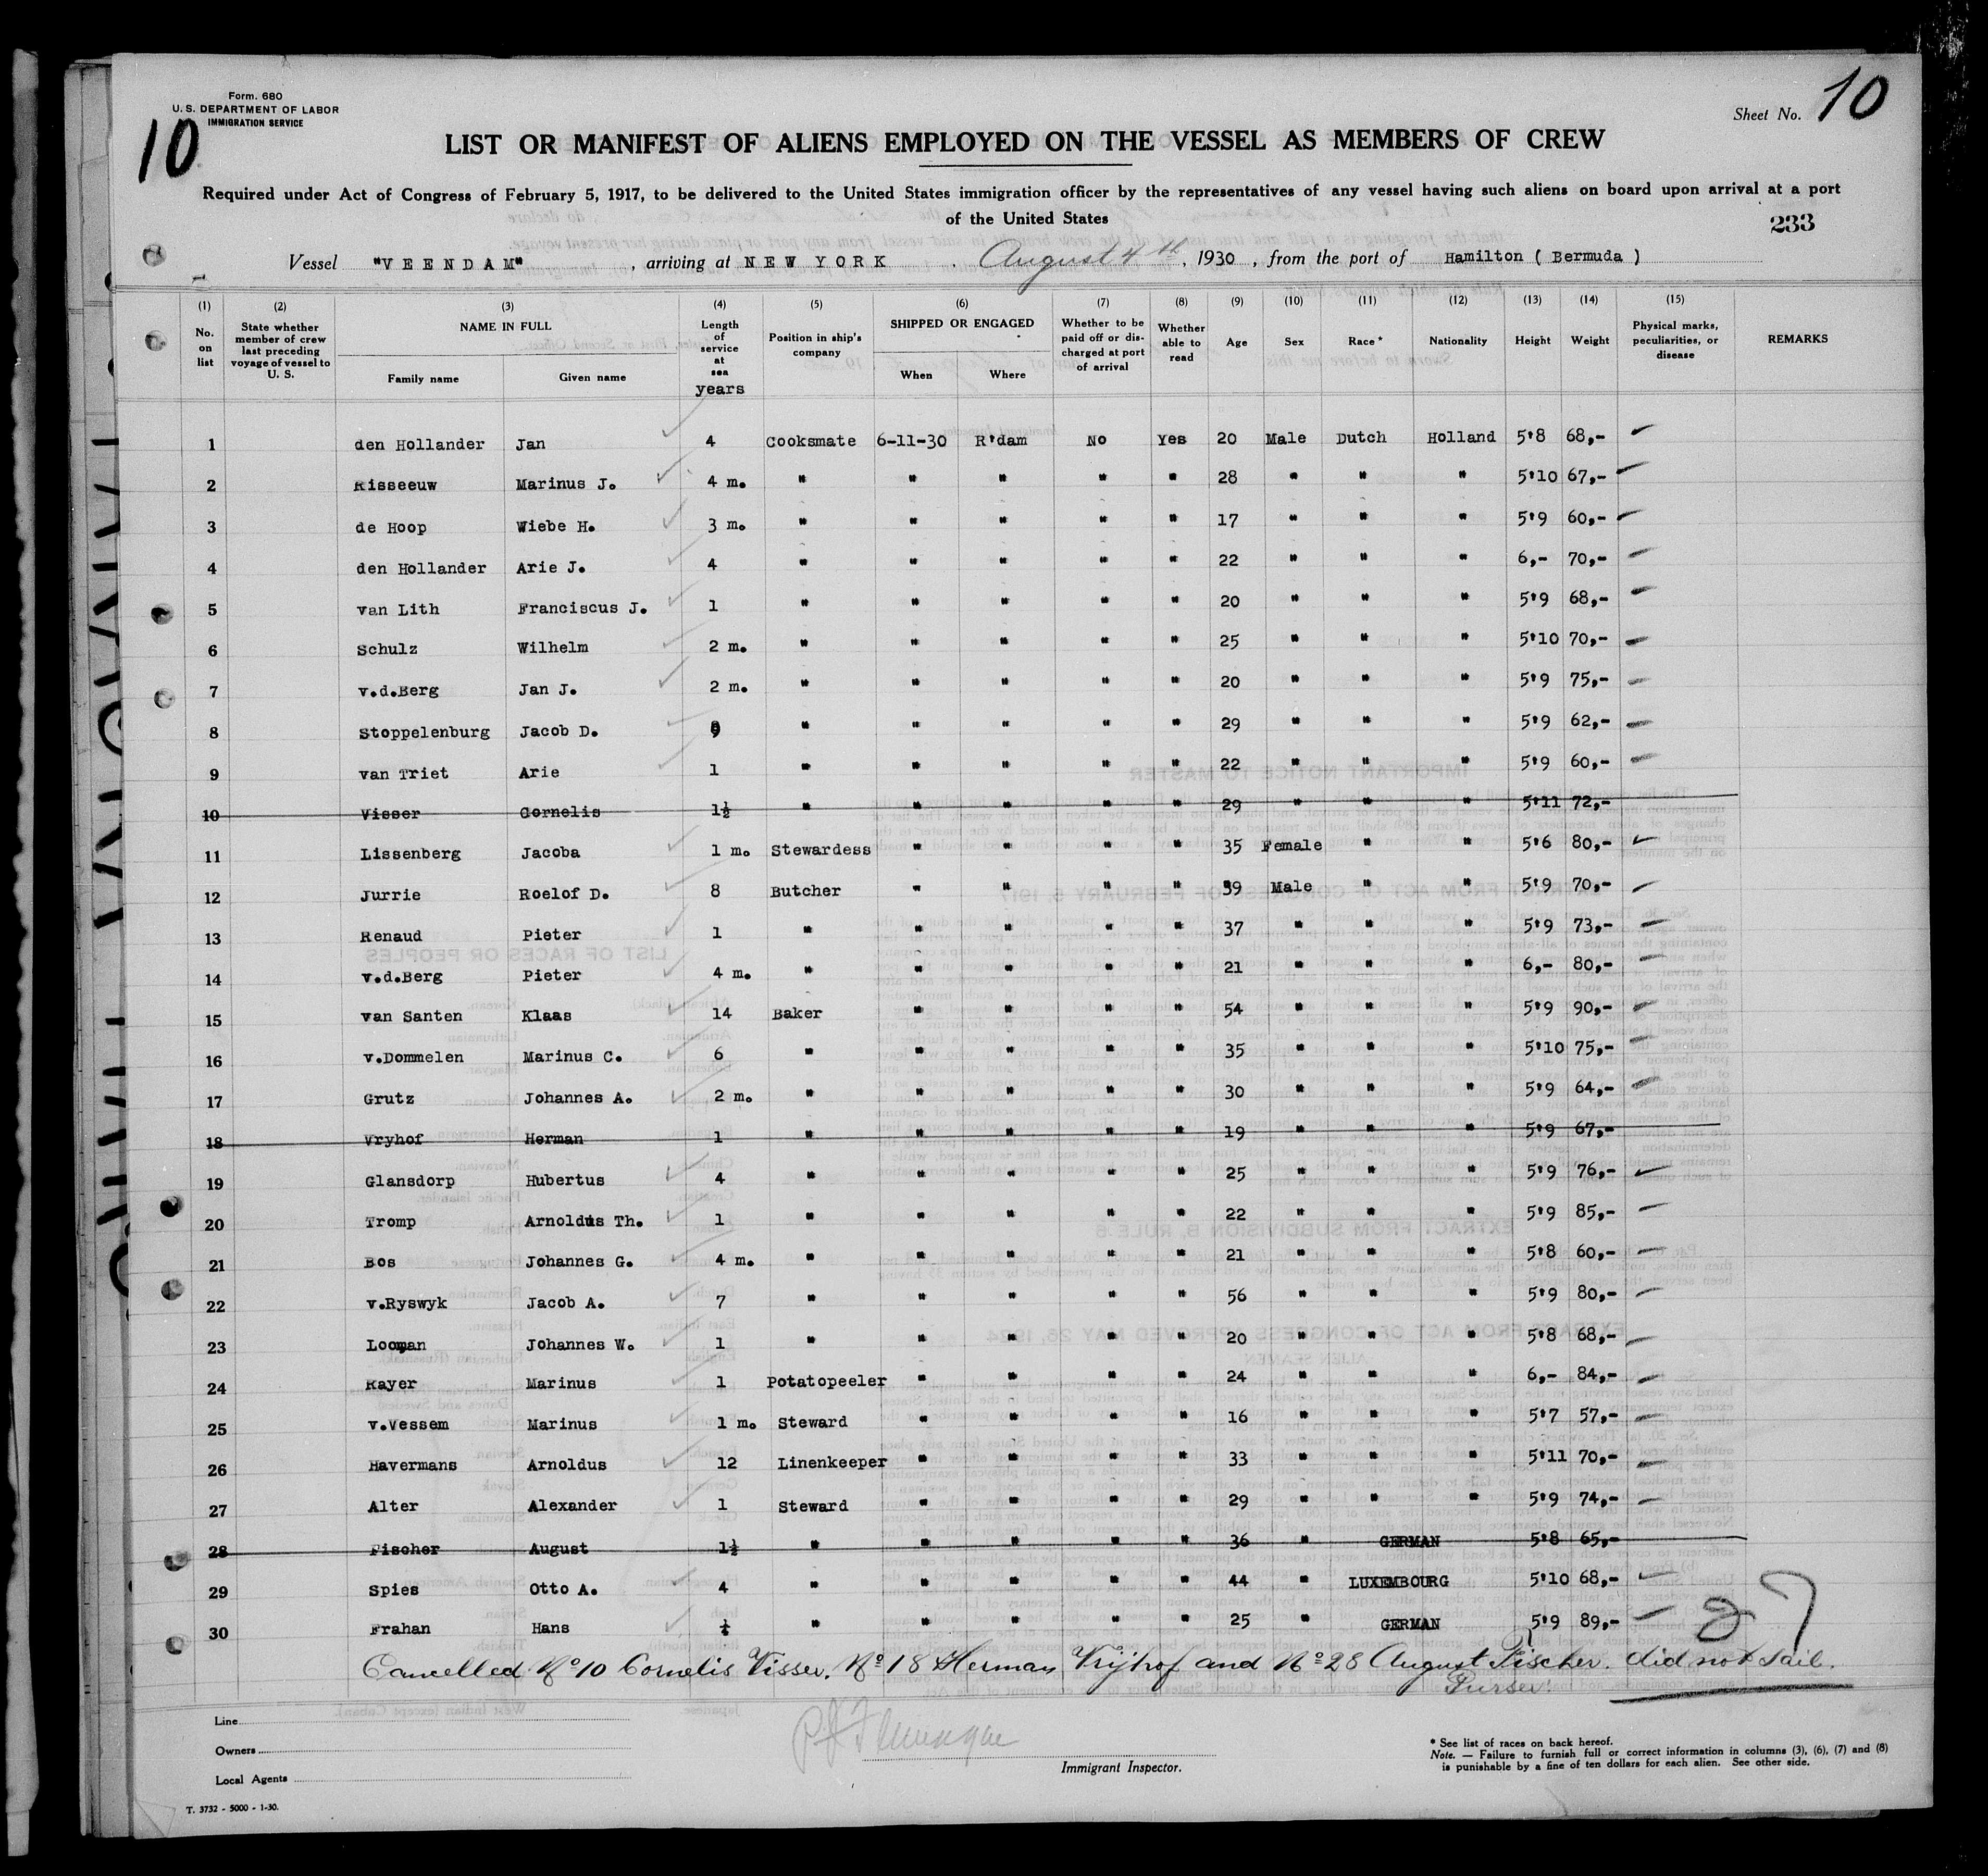 Form. 680
U. S. DEPARTMENT OF LABOR
IMMIGRATION SERVICE
10
Sheet No. 10
LIST OR MANIFEST OF ALIENS EMPLOYED ON THE VESSEL AS MEMBERS OF CREW
Required under Act of Congress of February 5, 1917, to be delivered to the United States immigration officer by the representatives of any vessel having such aliens on board upon arrival at a port
of the United States
233
Vessel "VEENDAM", arriving at NEW YORK. August 4th, 1930, from the port of Hamilton ( Bermuda )
(1) (2) (3) (4) (5) (6) (7) (8) (9) (10) (11) (12) (13) (14) (15)
No. on list State whether member of crew last preceding voyage of vessel to U. S. NAME IN FULL Family name Given name Length of service at sea years Position in ship's company SHIPPED OR ENGAGED When Where Whether to be paid off or discharged at port of arrival Whether able to read Age Sex Race * Nationality Height Weight Physical marks, peculiarities, or disease REMARKS
1 den Hollander Jan 4 Cooksmate 6-11-30 R'dam No Yes 20 Male Dutch Holland 5'8 68,-
2 Risseeuw Marinus J. 4 m. " " " " " 28 " " " 5'10 67,-
3 de Hoop Wiebe H. 3 m. " " " " " 17 " " " 5'9 60,-
4 den Hollander Arie J. 4 " " " " " 22 " " " 6,- 70,-
5 van Lith Franciscus J. 1 " " " " " 20 " " " 5'9 68,-
6 Schulz Wilhelm 2 m. " " " " " 25 " " " 5'10 70,-
7 v.d.Berg Jan J. 2 m. " " " " " 20 " " " 5'9 75,-
8 Stoppelenburg Jacob D. 9 " " " " " 29 " " " 5'9 62,-
9 van Triet Arie 1 " " " " " 22 " " " 5'9 60,-
10 Visser Cornelis 1½ " " " " " 29 " " " 5'11 72,-
11 Lissenberg Jacoba 1 m. Stewardess " " " " 35 Female " " 5'6 80,-
12 Jurrie Roelof D. 8 Butcher " " " " 39 Male " " 5'9 70,-
13 Renaud Pieter 1 " " " " " 37 " " " 5'9 73,-
14 v.d.Berg Pieter 4 m. " " " " " 21 " " " 6,- 80,-
15 van Santen Klaas 14 Baker " " " " 54 " " " 5'9 90,-
16 v.Dommelen Marinus C. 6 " " " " " 35 " " " 5'10 75,-
17 Grutz Johannes A. 2 m. " " " " " 30 " " " 5'9 64,-
18 Vryhof Herman 1 " " " " " 19 " " " 5'9 67,-
19 Glansdorp Hubertus 4 " " " " " 25 " " " 5'9 76,-
20 Tromp Arnoldus Th. 1 " " " " " 22 " " " 5'9 85,-
21 Bos Johannes G. 4 m. " " " " " 21 " " " 5'8 60,-
22 v.Ryswyk Jacob A. 7 " " " " " 56 " " " 5'9 80,-
23 Looman Johannes W. 1 " " " " " 20 " " " 5'8 68,-
24 Kayer Marinus 1 Potatopeeler " " " " 24 " " " 6,- 84,-
25 v.Vessem Marinus 1 m. Steward " " " " 16 " " " 5'7 57,-
26 Havermans Arnoldus 12 Linenkeeper " " " " 33 " " " 5'11 70,-
27 Alter Alexander 1 Steward " " " " 29 " " " 5'9 74,-
28 Fischer August 1½ " " " " " 36 " GERMAN 5'8 65,-
29 Spies Otto A. 4 " " " " " 44 " LUXEMBOURG 5'10 68,-
30 Frahan Hans " " " " " 25 " GERMAN 5'9 89,-
27
Cancelled No 10 Cornelis Visser. No 18 Herman Vrijhof and No 28 August Fischer. did not sail.
Purser.
Line
Owners
Local Agents
Immigrant Inspector.
* See list of races on back hereof.
Note. — Failure to furnish full or correct information in columns (3), (6), (7) and (8)
is punishable by a fine of ten dollars for each alien. See other side.
T. 3732 - 5000 - 1-30.